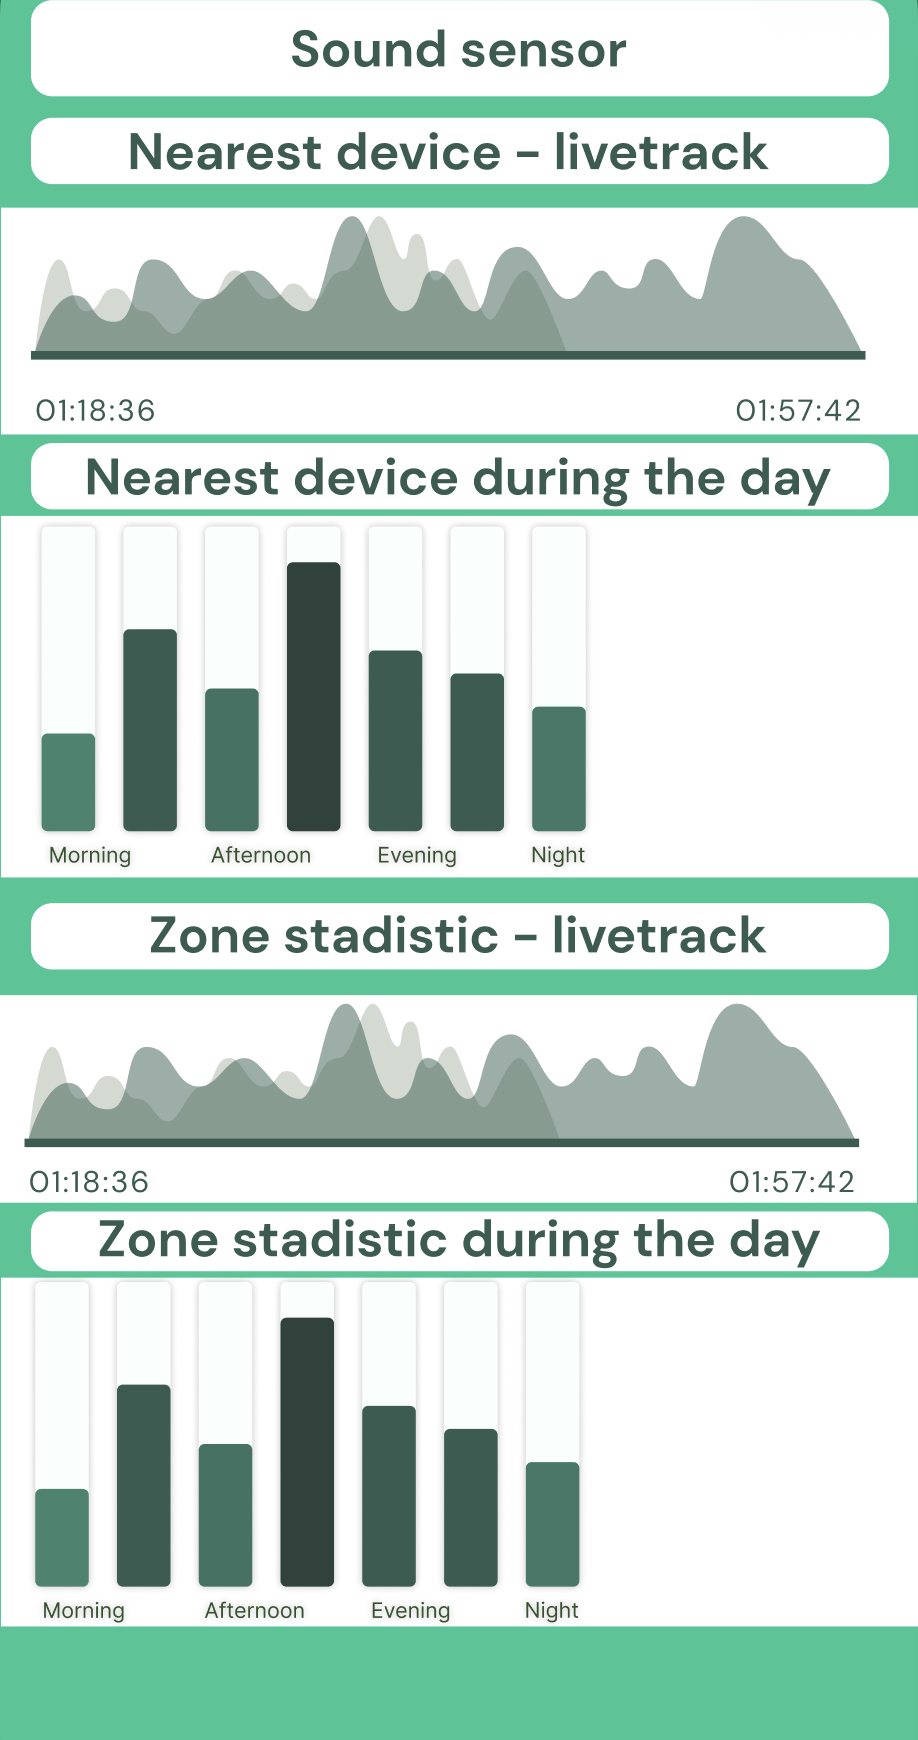 Sound sensor
Nearest device - livetrack
01:18:36 01:57:42
Nearest device during the day
Morning Afternoon Evening Night
Zone stadistic - livetrack
01:18:36 01:57:42
Zone stadistic during the day
Morning Afternoon Evening Night